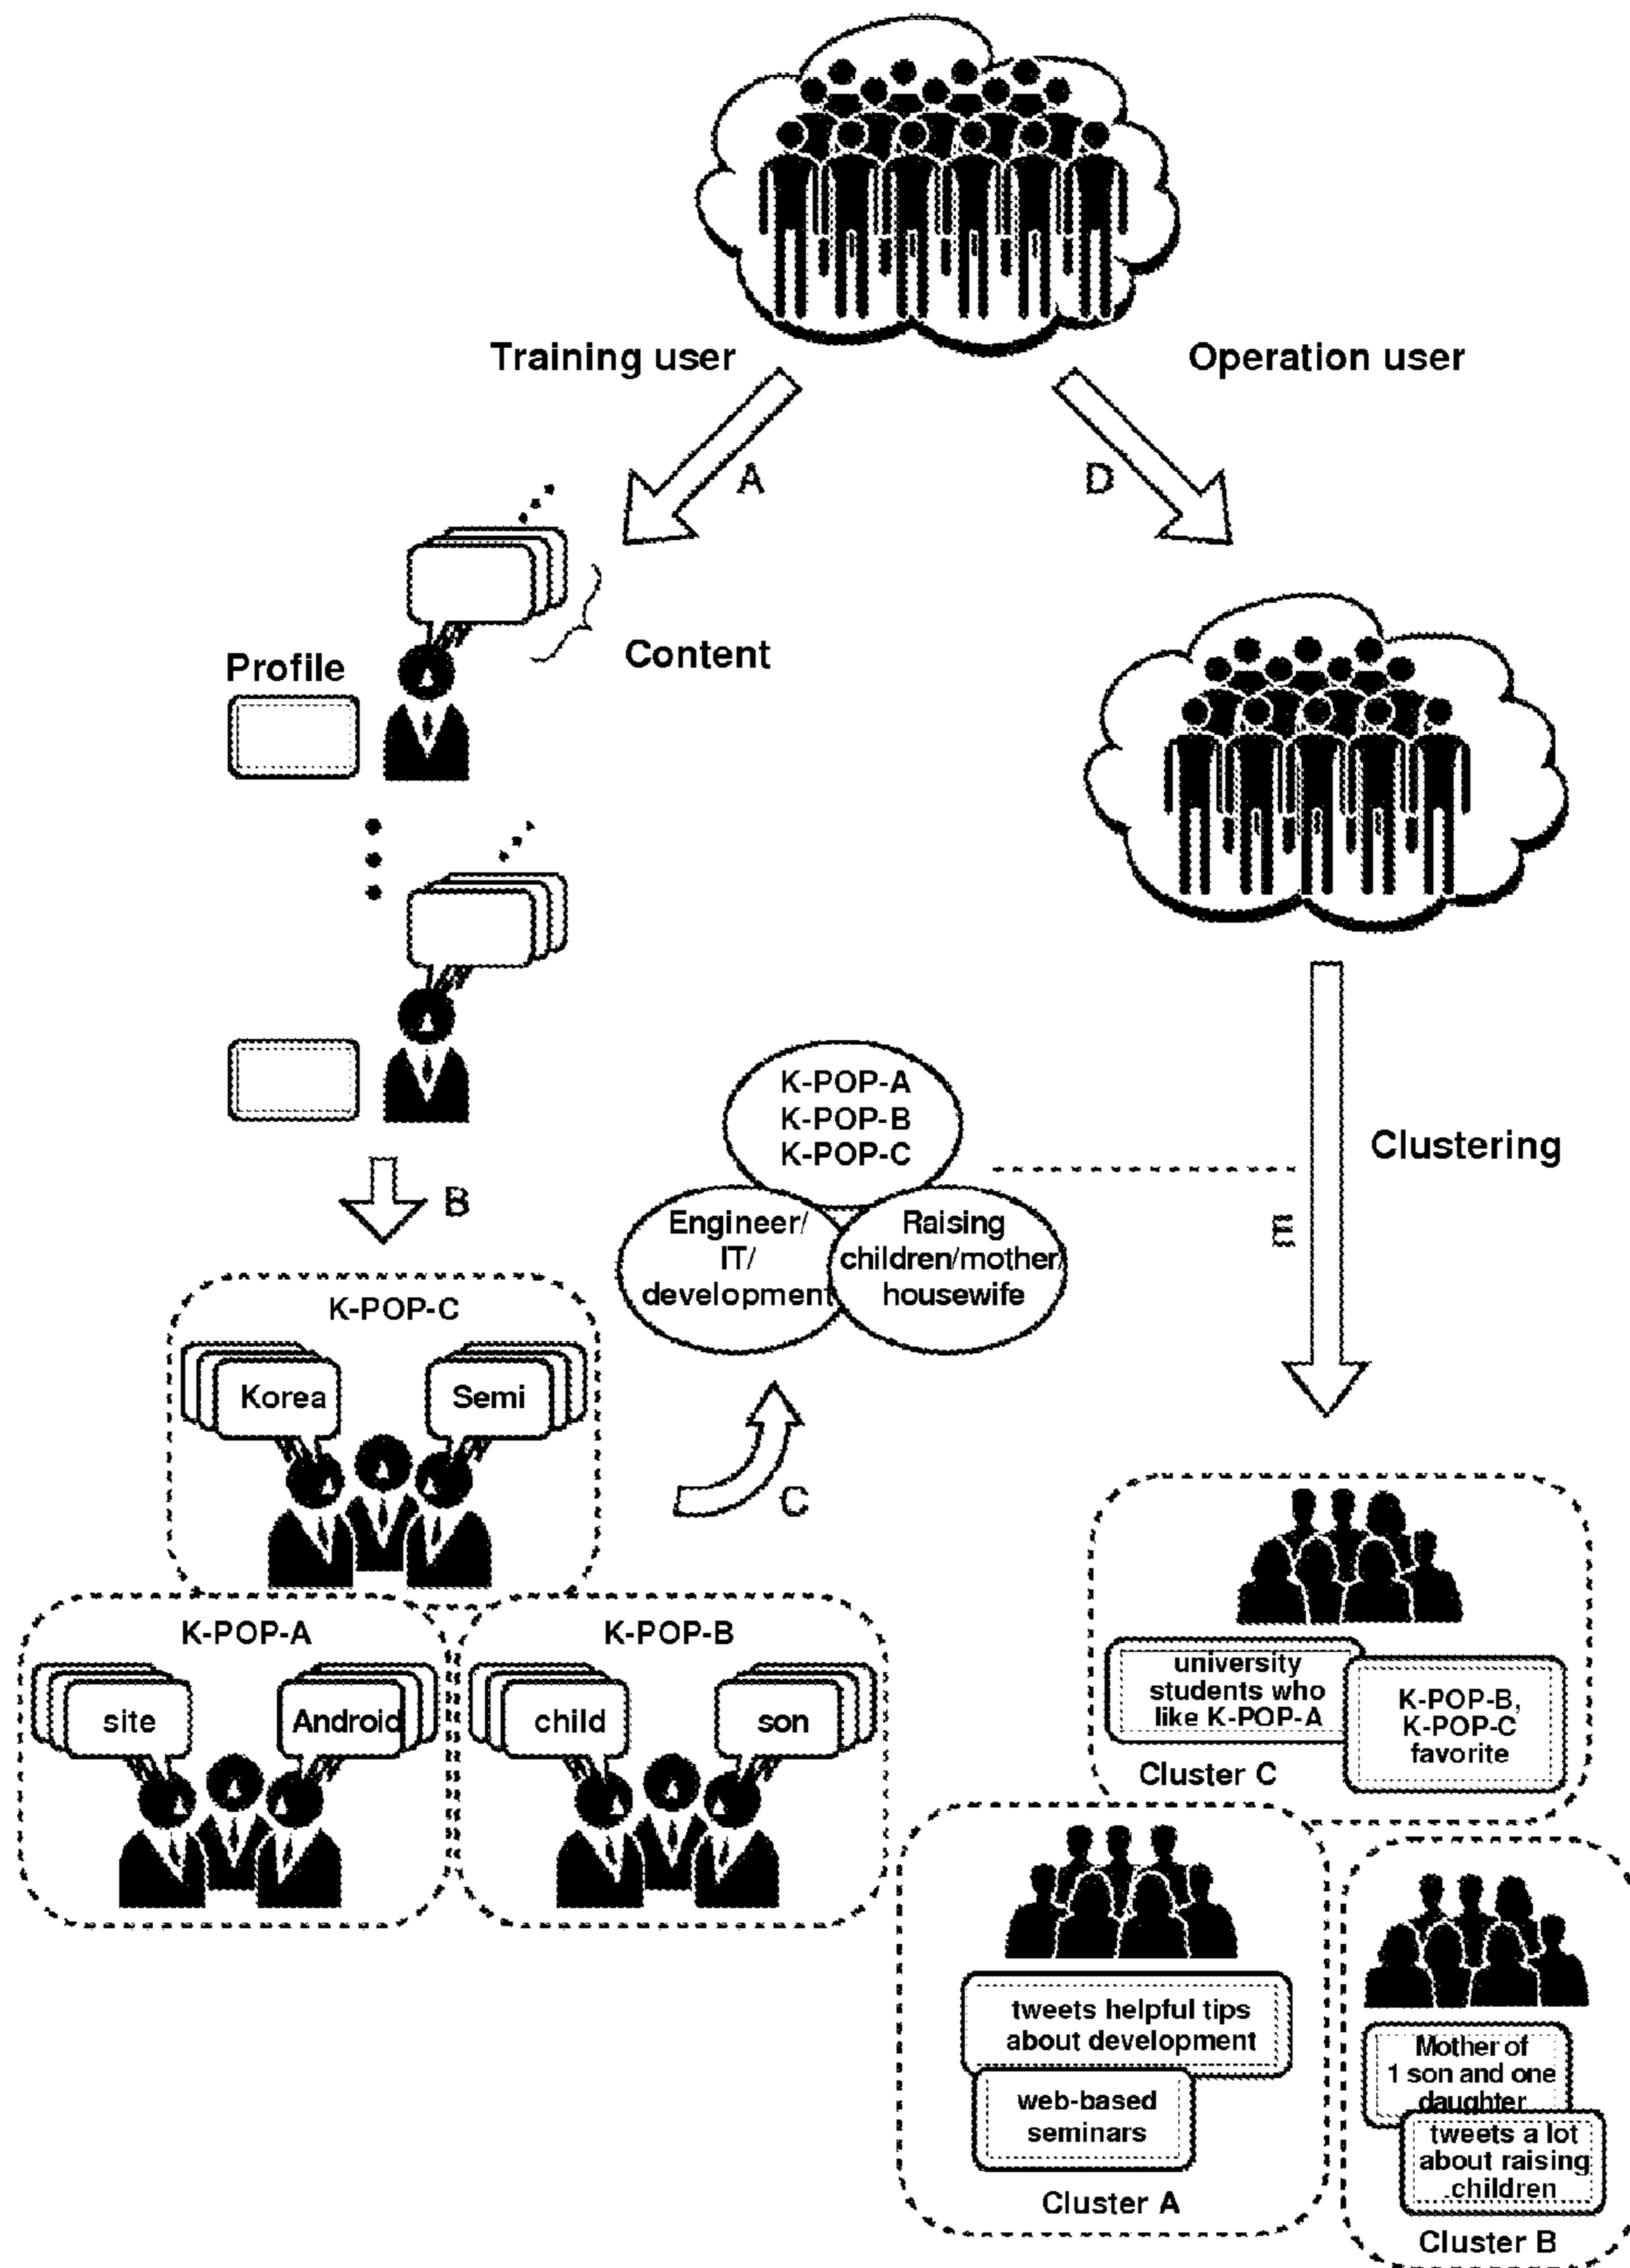 Training user
Operation user
A
D
Content
Profile
K-POP-A
K-POP-B
K-POP-C
Clustering
B
Engineer/
IT/
development
Raising
children/mother/
housewife
E
K-POP-C
Korea
Semi
C
K-POP-A
site
Android
K-POP-B
child
son
university
students who
like K-POP-A
K-POP-B,
K-POP-C
favorite
Cluster C
tweets helpful tips
about development
web-based
seminars
Cluster A
Mother of
1 son and one
daughter
tweets a lot
about raising
children
Cluster B